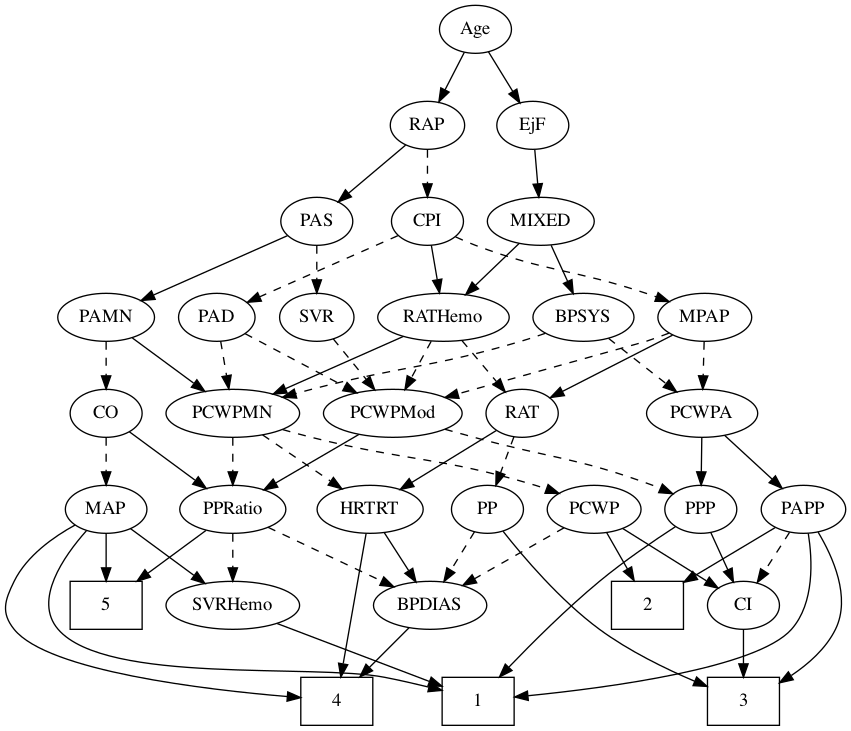 Age
RAP
EjF
PAS
CPI
MIXED
PAMN
PAD
SVR
RATHemo
BPSYS
MPAP
CO
PCWPMN
PCWPMod
RAT
PCWPA
MAP
PPRatio
HRTRT
PP
PCWP
PPP
PAPP
5
SVRHemo
BPDIAS
2
CI
4
1
3